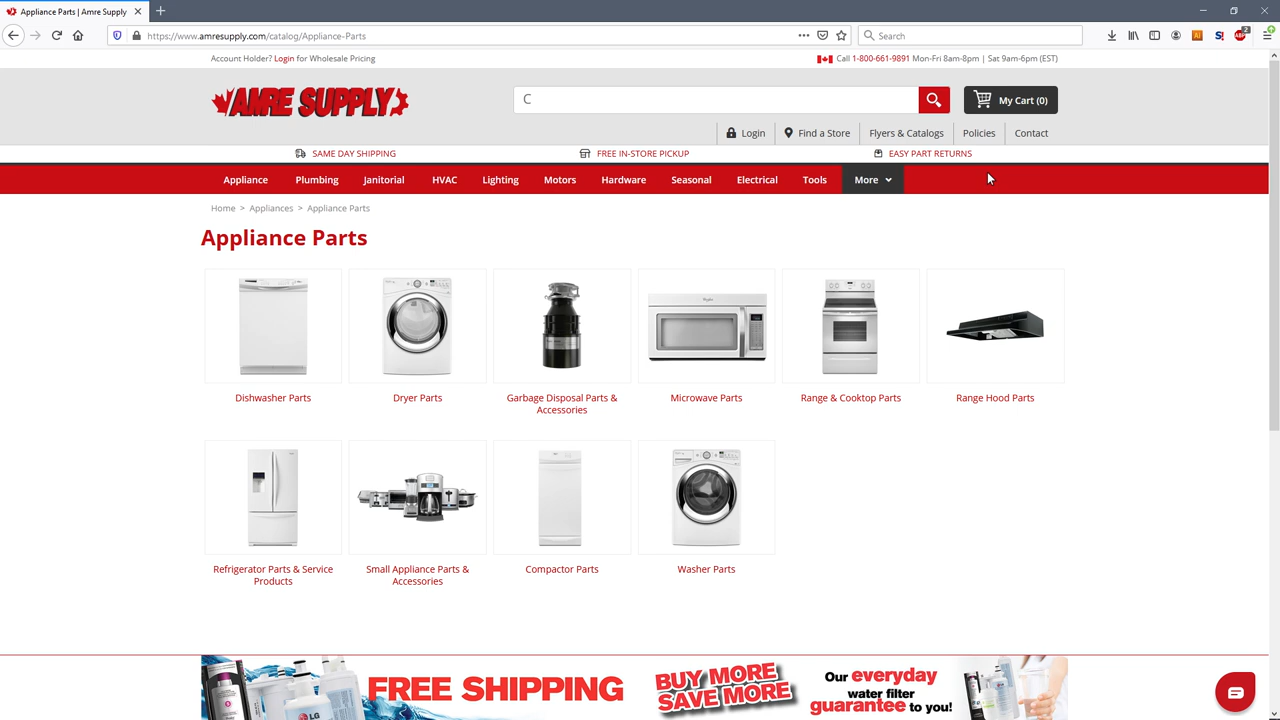 Appliance Parts | Amre Supply
https://www.amresupply.com/catalog/Appliance-Parts
Search
Account Holder? Login for Wholesale Pricing
Call 1-800-661-9891 Mon-Fri 8am-8pm | Sat 9am-6pm (EST)
AMRE SUPPLY
C
My Cart (0)
Login
Find a Store
Flyers & Catalogs
Policies
Contact
SAME DAY SHIPPING
FREE IN-STORE PICKUP
EASY PART RETURNS
Appliance
Plumbing
Janitorial
HVAC
Lighting
Motors
Hardware
Seasonal
Electrical
Tools
More
Home > Appliances > Appliance Parts
Appliance Parts
Dishwasher Parts
Dryer Parts
Garbage Disposal Parts &
Accessories
Microwave Parts
Range & Cooktop Parts
Range Hood Parts
Refrigerator Parts & Service
Products
Small Appliance Parts &
Accessories
Compactor Parts
Washer Parts
LG
FREE SHIPPING
BUY MORE
SAVE MORE
Our everyday
water filter
guarantee to you!